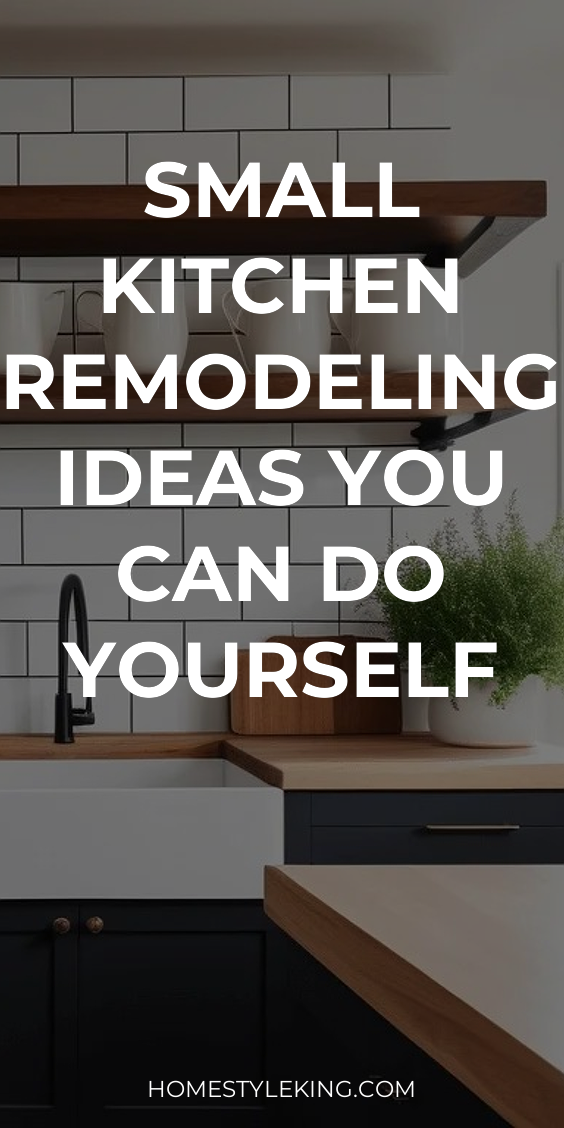 SMALL
KITCHEN
REMODELING
IDEAS YOU
CAN DO
YOURSELF
HOMESTYLEKING.COM